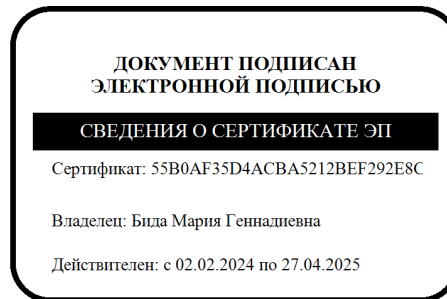 ДОКУМЕНТ ПОДПИСАН
ЭЛЕКТРОННОЙ ПОДПИСЬЮ
СВЕДЕНИЯ О СЕРТИФИКАТЕ ЭП
Сертификат: 55B0AF35D4ACBA5212BEF292E8C
Владелец: Бида Мария Геннадиевна
Действителен: с 02.02.2024 по 27.04.2025